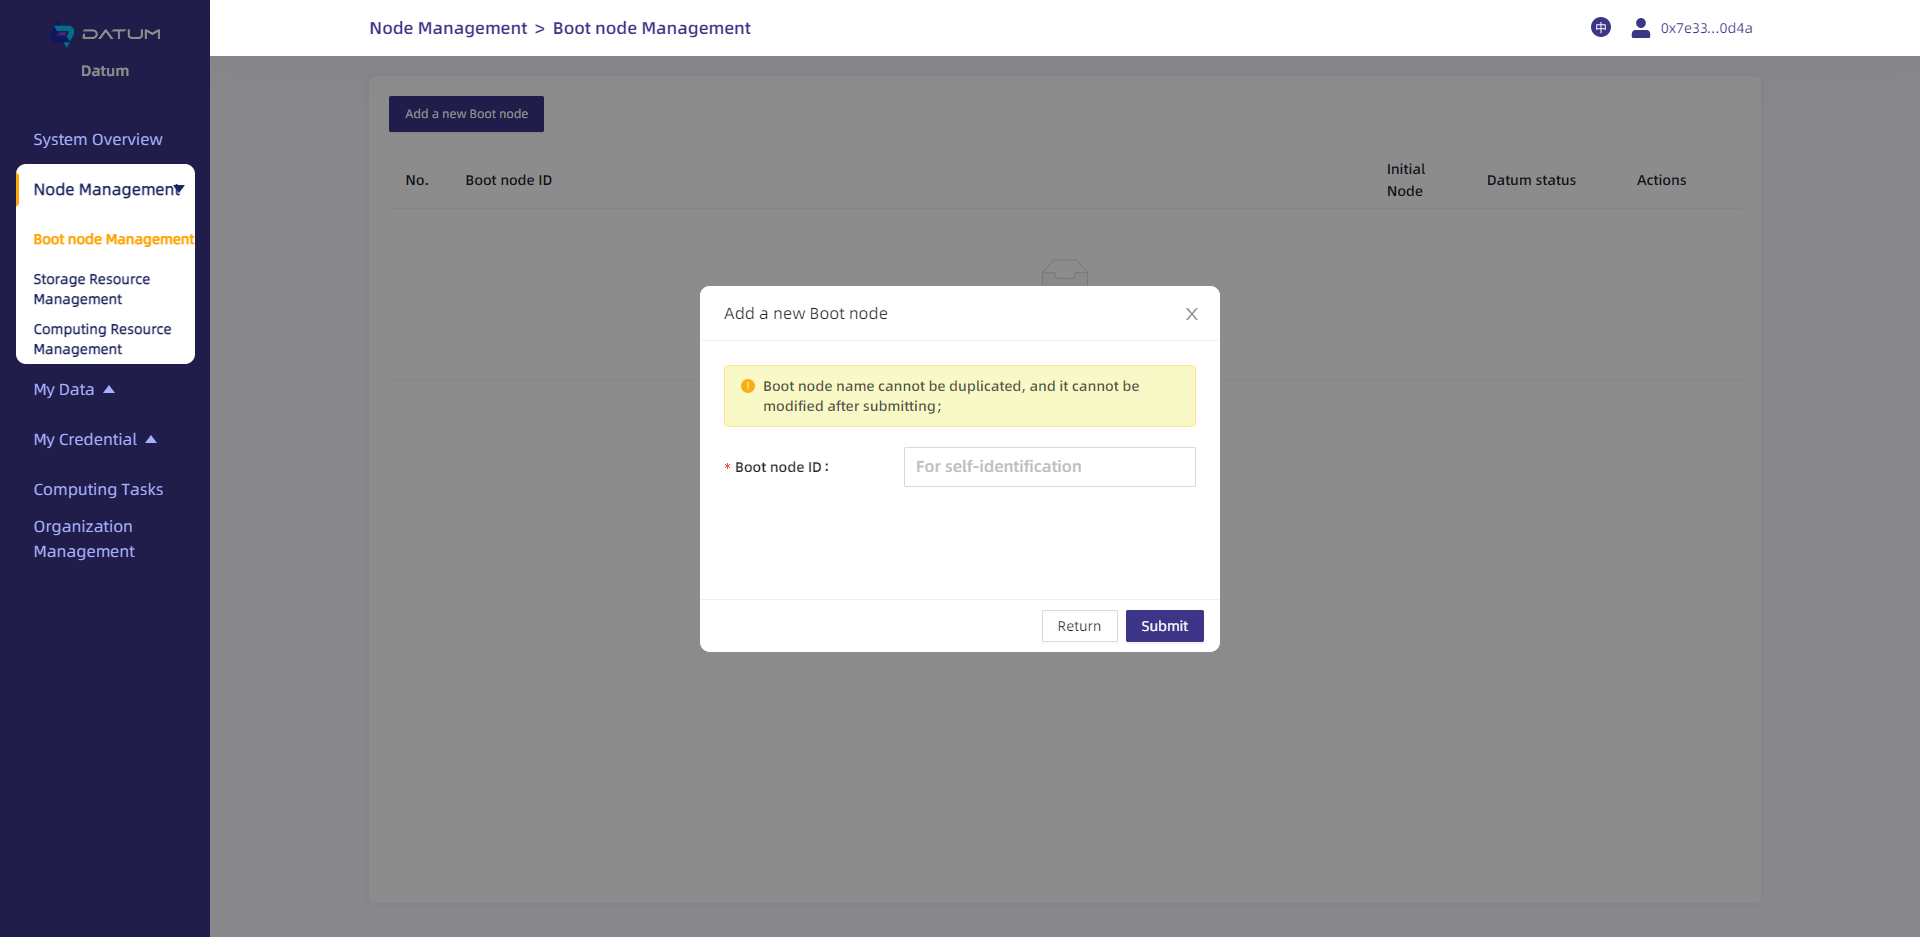 DATUM
Datum
System Overview
Node Management
Boot node Management
Storage Resource
Management
Computing Resource
Management
My Data
My Credential
Computing Tasks
Organization
Management
Node Management > Boot node Management
中
0x7e33...0d4a
Add a new Boot node
No.
Boot node ID
Initial
Node
Datum status
Actions
Add a new Boot node
X
Boot node name cannot be duplicated, and it cannot be
modified after submitting;
* Boot node ID:
For self-identification
Return
Submit